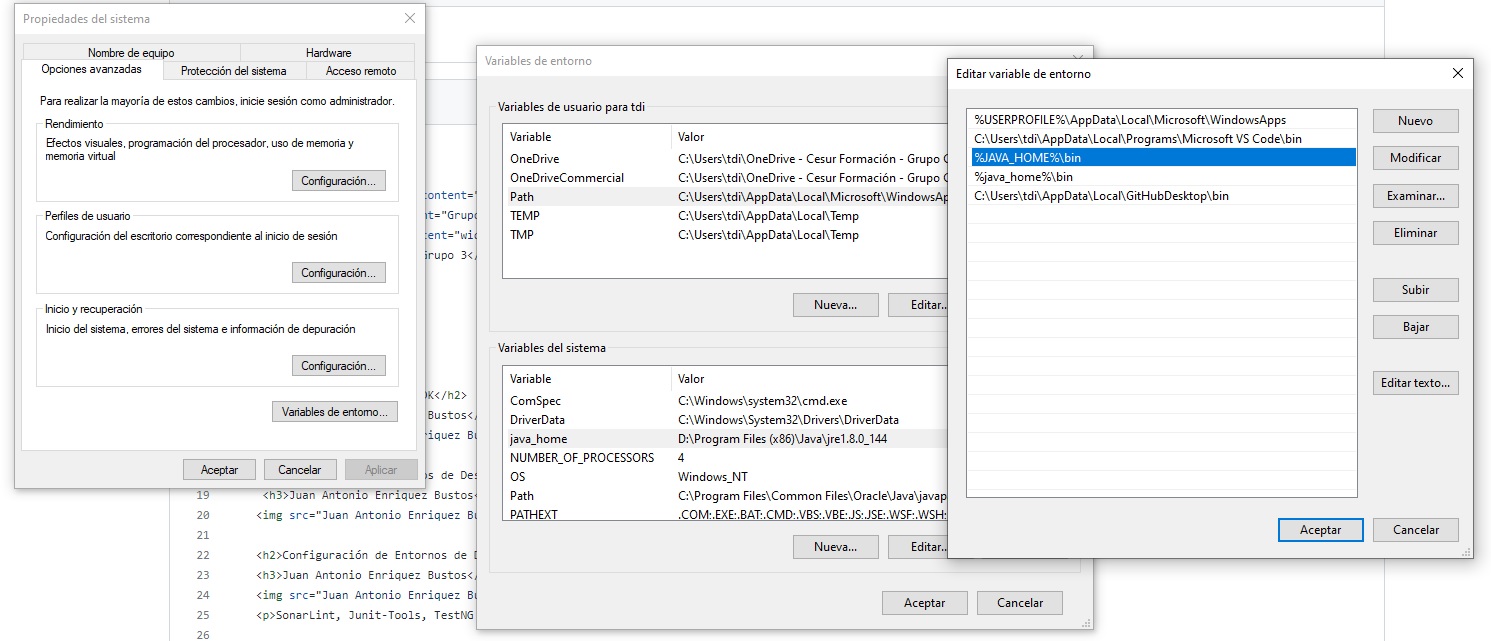 Propiedades del sistema
Nombre de equipo
Hardware
Opciones avanzadas
Protección del sistema
Acceso remoto
Para realizar la mayoría de estos cambios, inicie sesión como administrador.
Rendimiento
Efectos visuales, programación del procesador, uso de memoria y
memoria virtual
Configuración...
Perfiles de usuario
Configuración del escritorio correspondiente al inicio de sesión
Configuración...
Inicio y recuperación
Inicio del sistema, errores del sistema e información de depuración
Configuración...
Variables de entorno...
Aceptar
Cancelar
Aplicar
content="
nt="Grupo
Grupo 3</
OK</h2>
Bustos</
riquez Bu
os de Des
19 <h3>Juan Antonio Enriquez Bustos<
20 <img src="Juan Antonio Enriquez Bu
21
22 <h2>Configuración de Entornos de D
23 <h3>Juan Antonio Enriquez Bustos</
24 <img src="Juan Antonio Enriquez Bu
25 <p>SonarLint, Junit-Tools, TestNG
26
Variables de entorno
Variables de usuario para tdi
Variable Valor
OneDrive C:\Users\tdi\OneDrive - Cesur Formación - Grupo C
OneDriveCommercial C:\Users\tdi\OneDrive - Cesur Formación - Grupo C
Path C:\Users\tdi\AppData\Local\Microsoft\WindowsAp
TEMP C:\Users\tdi\AppData\Local\Temp
TMP C:\Users\tdi\AppData\Local\Temp
Nueva...
Editar..
Variables del sistema
Variable Valor
ComSpec C:\Windows\system32\cmd.exe
DriverData C:\Windows\System32\Drivers\DriverData
java_home D:\Program Files (x86)\Java\jre1.8.0_144
NUMBER_OF_PROCESSORS 4
OS Windows_NT
Path C:\Program Files\Common Files\Oracle\Java\javap
PATHEXT .COM;.EXE;.BAT;.CMD;.VBS;.VBE;.JS;.JSE;.WSF;.WSH;
Nueva...
Editar..
Aceptar
Cancelar
Editar variable de entorno
%USERPROFILE%\AppData\Local\Microsoft\WindowsApps
C:\Users\tdi\AppData\Local\Programs\Microsoft VS Code\bin
%JAVA_HOME%\bin
%java_home%\bin
C:\Users\tdi\AppData\Local\GitHubDesktop\bin
Nuevo
Modificar
Examinar...
Eliminar
Subir
Bajar
Editar texto...
Aceptar
Cancelar